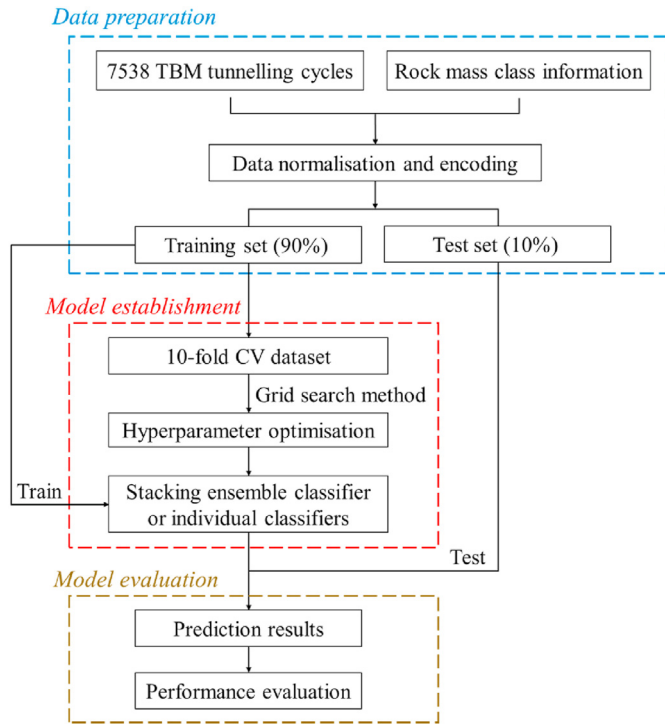 Data preparation
7538 TBM tunnelling cycles
Rock mass class information
Data normalisation and encoding
Training set (90%)
Test set (10%)
Model establishment
10-fold CV dataset
Grid search method
Hyperparameter optimisation
Train
Stacking ensemble classifier
or individual classifiers
Test
Model evaluation
Prediction results
Performance evaluation